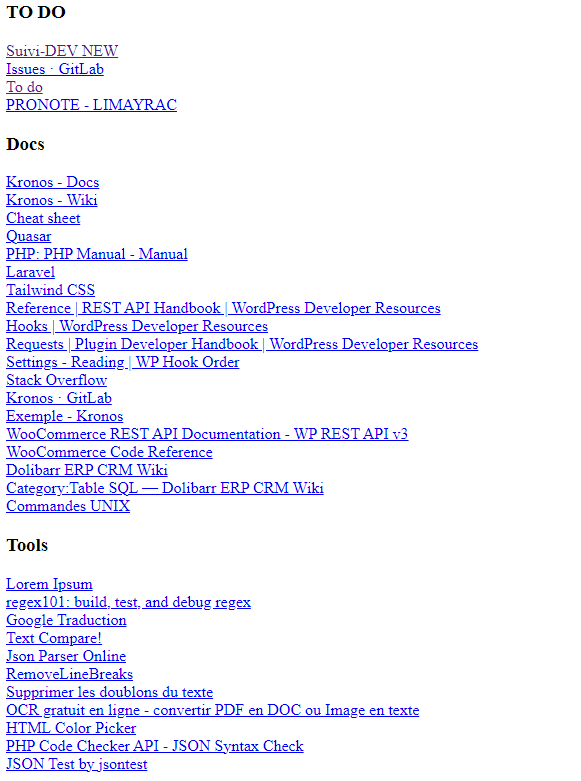 TO DO
Suivi-DEV NEW
Issues · GitLab
To do
PRONOTE - LIMAYRAC
Docs
Kronos - Docs
Kronos - Wiki
Cheat sheet
Quasar
PHP: PHP Manual - Manual
Laravel
Tailwind CSS
Reference | REST API Handbook | WordPress Developer Resources
Hooks | WordPress Developer Resources
Requests | Plugin Developer Handbook | WordPress Developer Resources
Settings - Reading | WP Hook Order
Stack Overflow
Kronos · GitLab
Exemple - Kronos
WooCommerce REST API Documentation - WP REST API v3
WooCommerce Code Reference
Dolibarr ERP CRM Wiki
Category:Table SQL — Dolibarr ERP CRM Wiki
Commandes UNIX
Tools
Lorem Ipsum
regex101: build, test, and debug regex
Google Traduction
Text Compare!
Json Parser Online
RemoveLineBreaks
Supprimer les doublons du texte
OCR gratuit en ligne - convertir PDF en DOC ou Image en texte
HTML Color Picker
PHP Code Checker API - JSON Syntax Check
JSON Test by jsontest